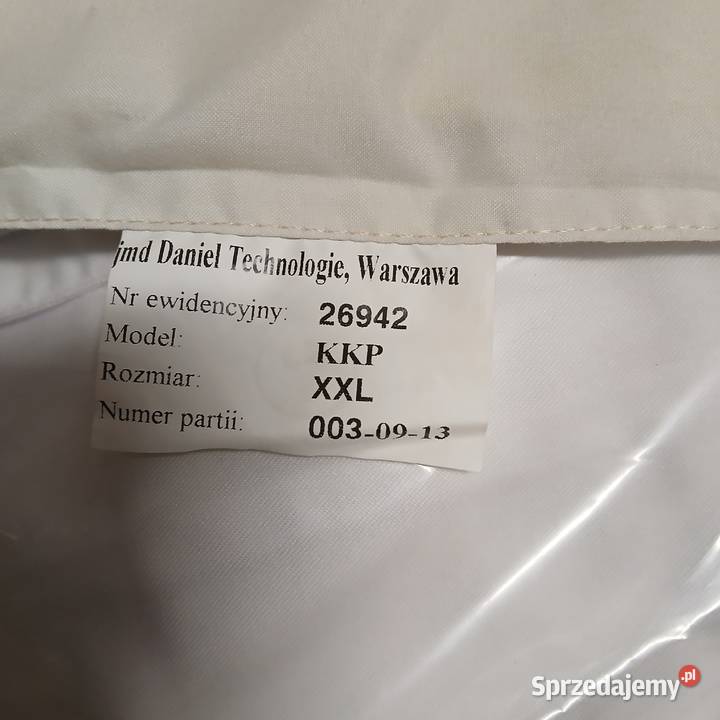 jmd Daniel Technologie, Warszawa
Nr ewidencyjny: 26942
Model: KKP
Rozmiar: XXL
Numer partii: 003-09-13
Sprzedajemy.pl